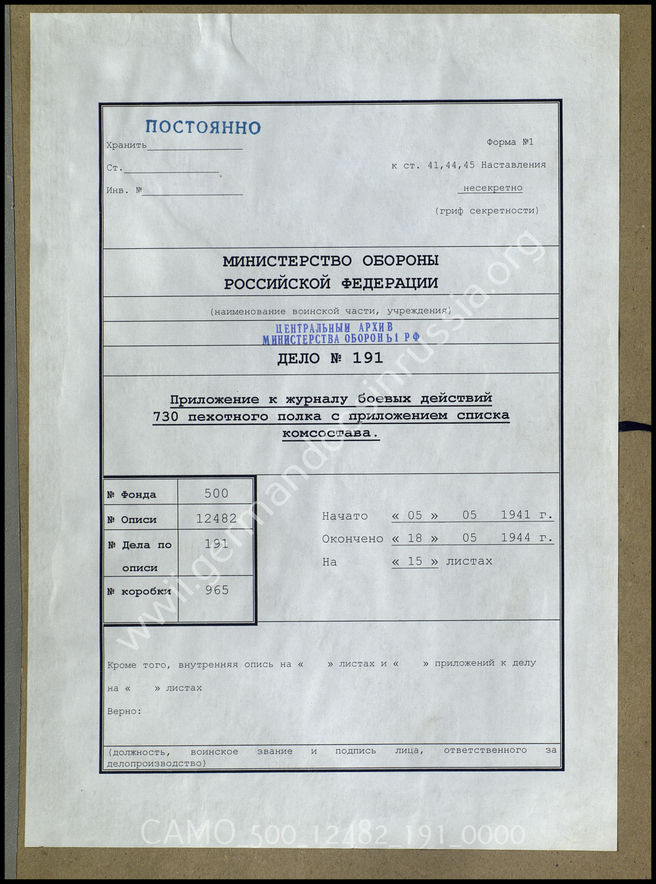 ПОСТОЯННО
Хранить
Форма №1
Ст.
к ст. 41,44,45 Наставления
Инв. №
несекретно
(гриф секретности)
МИНИСТЕРСТВО ОБОРОНЫ
РОССИЙСКОЙ ФЕДЕРАЦИИ
(наименование воинской части, учреждения)
ЦЕНТРАЛЬНЫЙ АРХИВ
МИНИСТЕРСТВА ОБОРОНЫ РФ
ДЕЛО № 191
Приложение к журналу боевых действий
730 пехотного полка с приложением списка
комсостава.
№ Фонда 500
№ Описи 12482
№ Дела по описи 191
№ коробки 965
Начато « 05 » 05 1941 г.
Окончено « 18 » 05 1944 г.
На « 15 » листах
Кроме того, внутренняя опись на « » листах и « » приложений к делу
на « » листах
Верно:
(должность, воинское звание и подпись лица, ответственного за
делопроизводство)
www.germandocsinrussia.org
CAMO 500_12482_191_0000